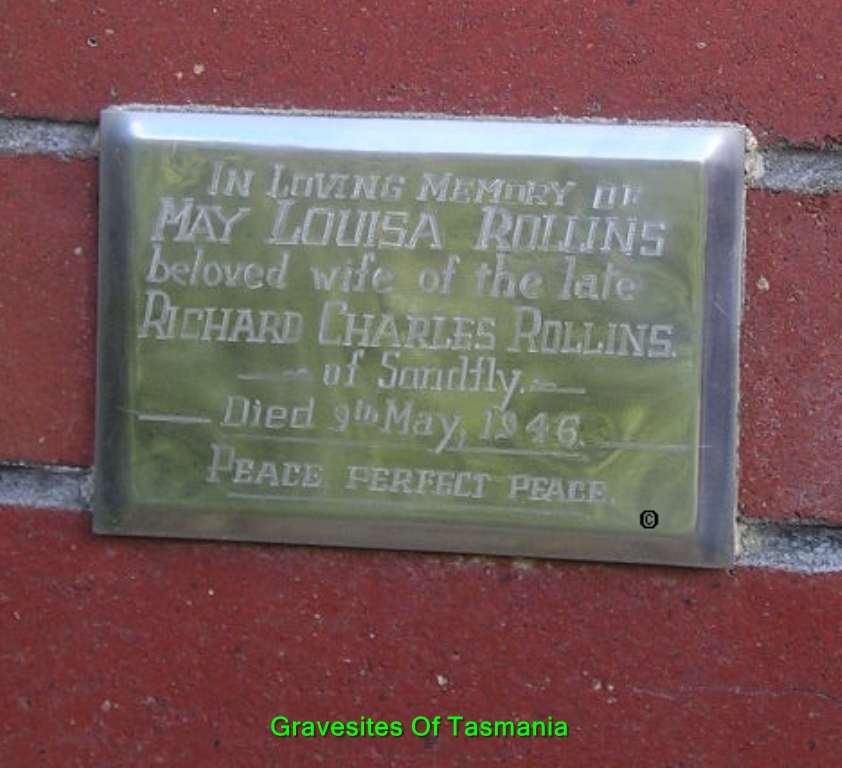 IN LOVING MEMORY OF
MAY LOUISA ROLLINS
beloved wife of the late
RICHARD CHARLES ROLLINS.
of Sandfly.
Died 9th May, 1946.
PEACE PERFECT PEACE.
©
Gravesites Of Tasmania